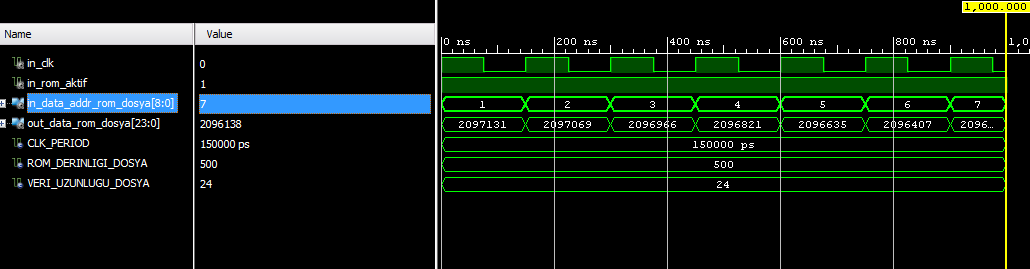 1,000.000
Name Value
0 ns 200 ns 400 ns 600 ns 800 ns 1,0
in_clk 0
in_rom_aktif 1
in_data_addr_rom_dosya[8:0] 7 1 2 3 4 5 6 7
out_data_rom_dosya[23:0] 2096138 2097131 2097069 2096966 2096821 2096635 2096407 2096...
CLK_PERIOD 150000 ps 150000 ps
ROM_DERINLIGI_DOSYA 500 500
VERI_UZUNLUGU_DOSYA 24 24